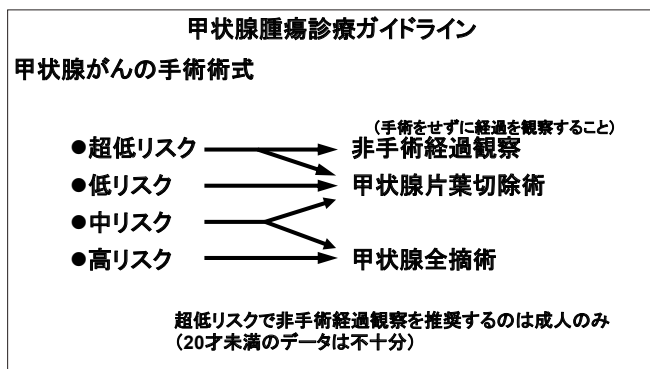 甲状腺腫瘍診療ガイドライン
甲状腺がんの手術術式
(手術をせずに経過を観察すること)
●超低リスク 非手術経過観察
●低リスク 甲状腺片葉切除術
●中リスク
●高リスク 甲状腺全摘術
超低リスクで非手術経過観察を推奨するのは成人のみ
(20才未満のデータは不十分)